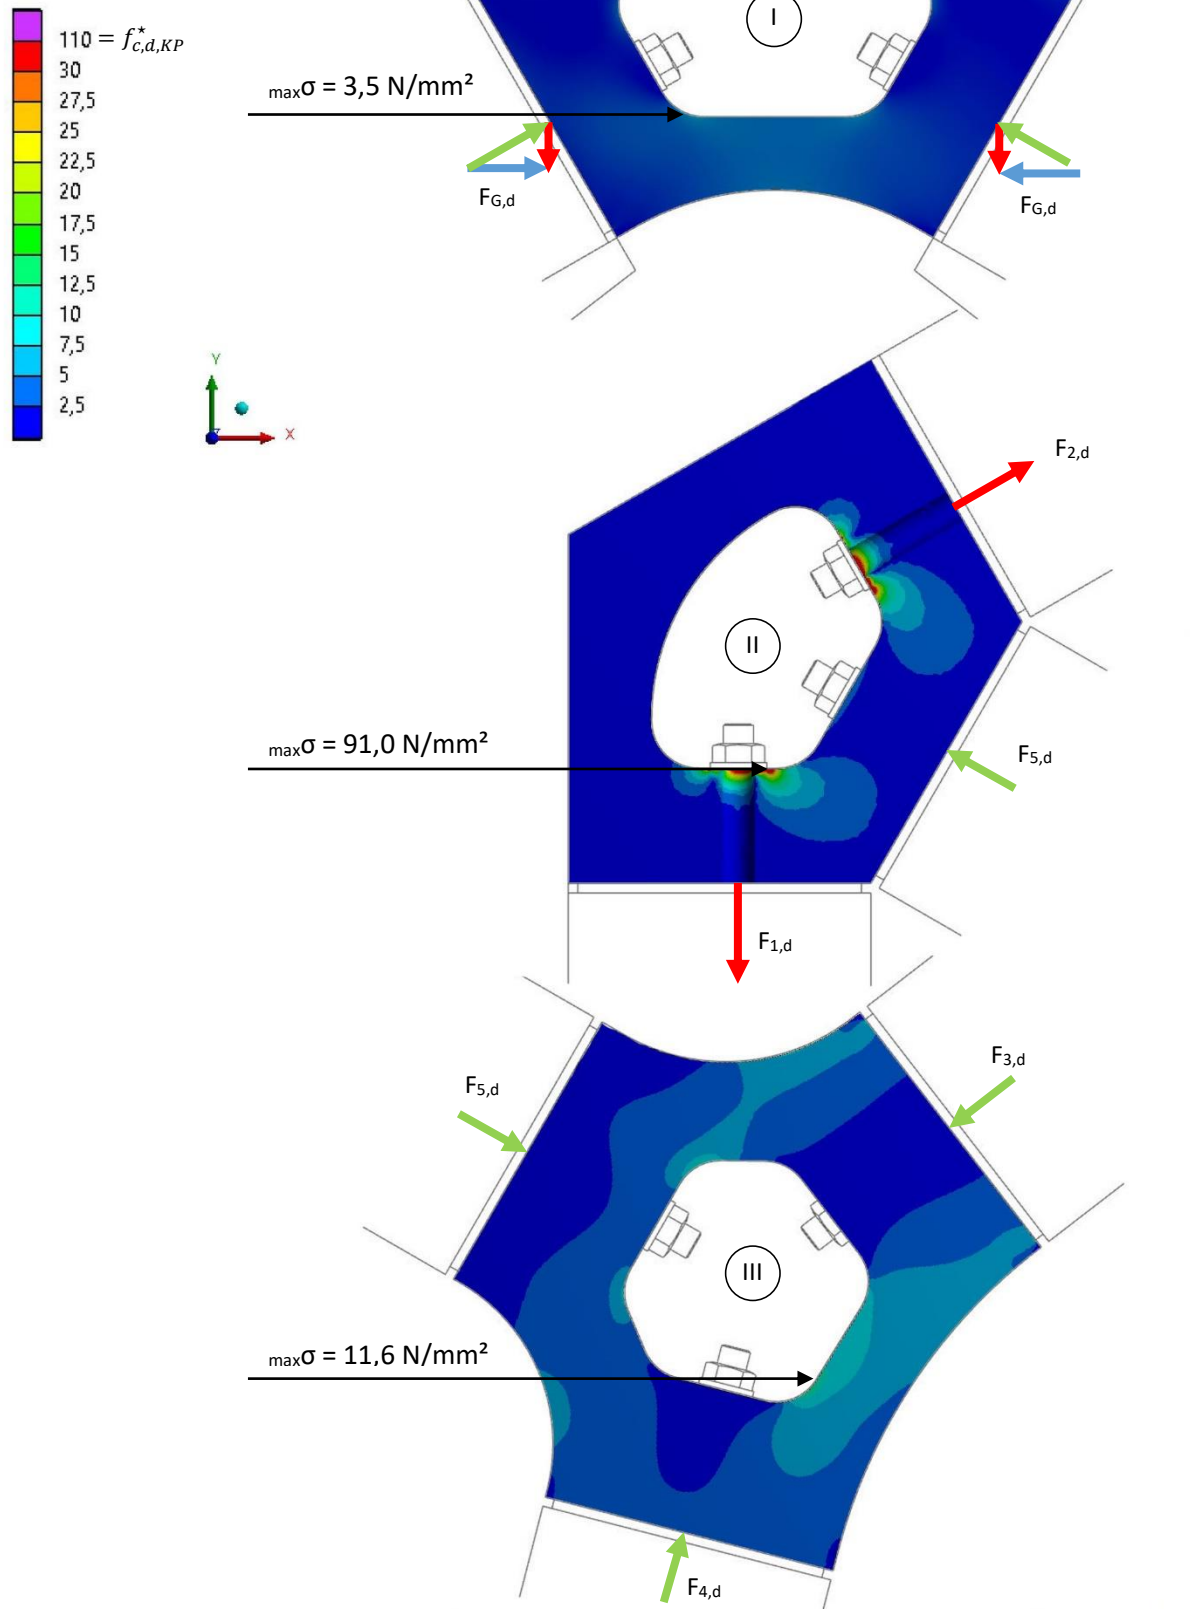 I
110 = f*c,d,KP
30
27,5
25
22,5
20
17,5
15
12,5
10
7,5
5
2,5
maxσ = 3,5 N/mm²
FG,d
FG,d
Y
X
F2,d
II
maxσ = 91,0 N/mm²
F5,d
F1,d
F3,d
F5,d
III
maxσ = 11,6 N/mm²
F4,d